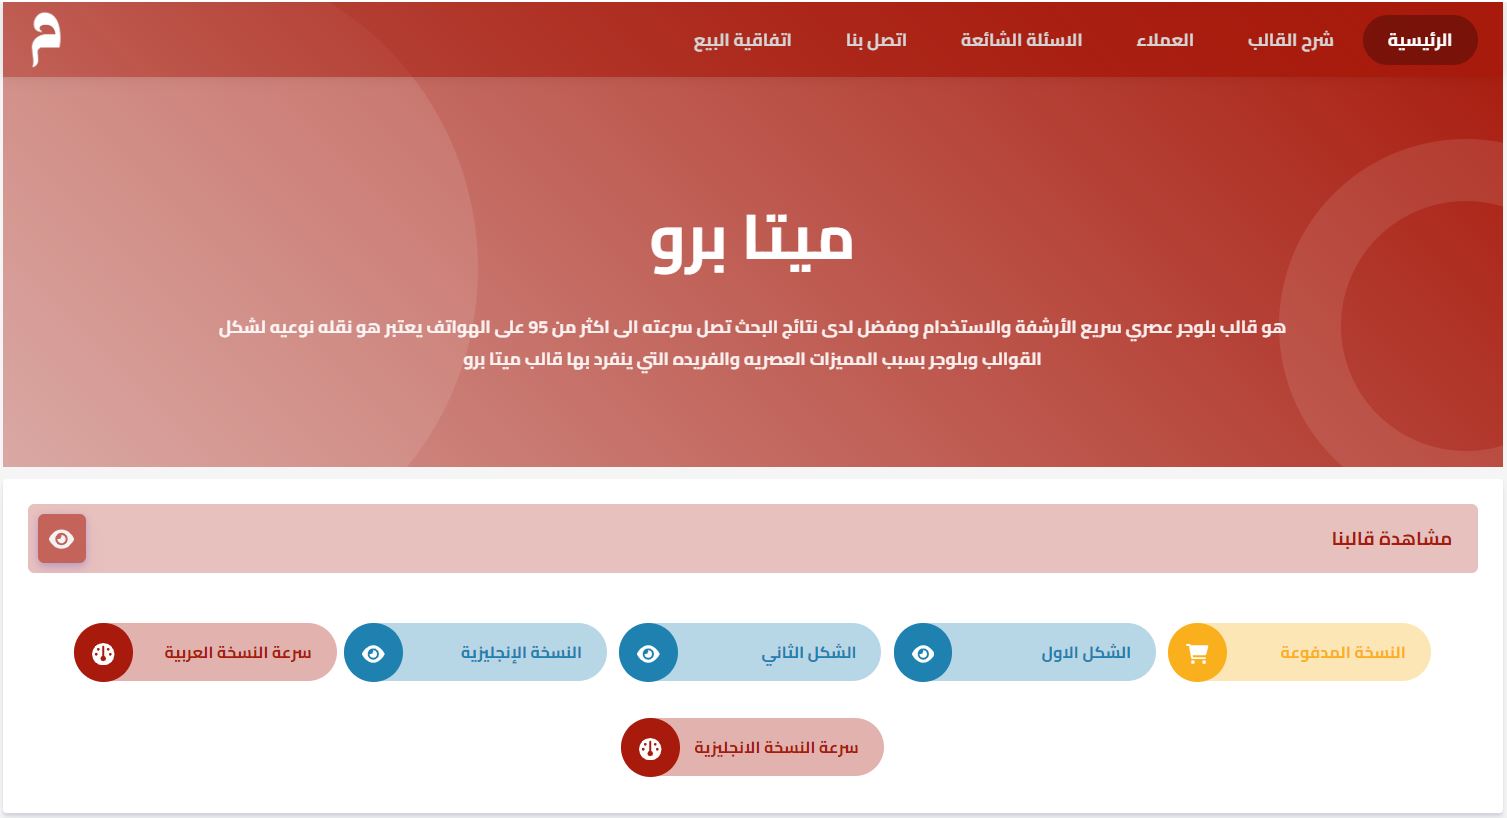 الرئيسية
شرح القالب
العملاء
الاسئلة الشائعة
اتصل بنا
اتفاقية البيع
م
ميتا برو
هو قالب بلوجر عصري سريع الأرشفة والاستخدام ومفضل لدى نتائج البحث تصل سرعته الى اكثر من 95 على الهواتف يعتبر هو نقله نوعيه لشكل
القوالب وبلوجر بسبب المميزات العصريه والفريده التي ينفرد بها قالب ميتا برو
مشاهدة قالبنا
النسخة المدفوعة
الشكل الاول
الشكل الثاني
النسخة الإنجليزية
سرعة النسخة العربية
سرعة النسخة الانجليزية